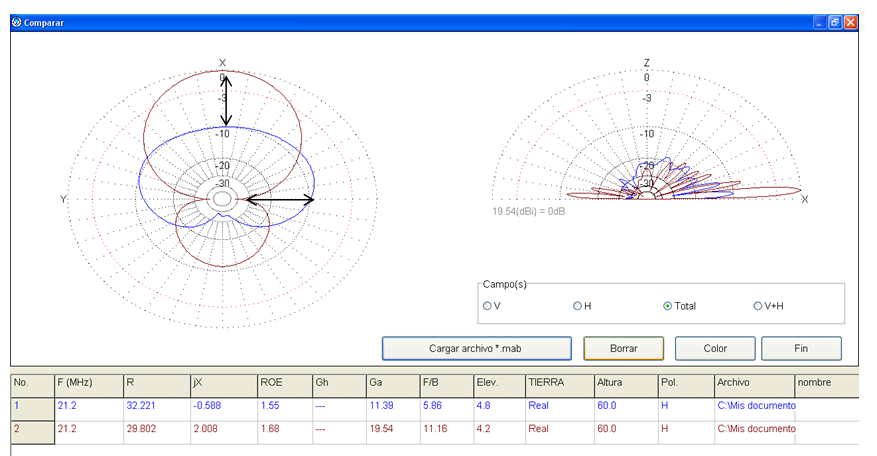 Comparar
X
0
-3
-10
-20
-30
Y
Z
0
-3
-10
-20
-30
X
19.54(dBi) = 0dB
Campo(s)
V H Total V+H
Cargar archivo *.mab Borrar Color Fin
No. F (MHz) R jX ROE Gh Ga F/B Elev. TIERRA Altura Pol. Archivo nombre
1 21.2 32.221 -0.588 1.55 --- 11.39 5.86 4.8 Real 60.0 H C:\Mis documento
2 21.2 29.802 2.008 1.68 --- 19.54 11.16 4.2 Real 60.0 H C:\Mis documento